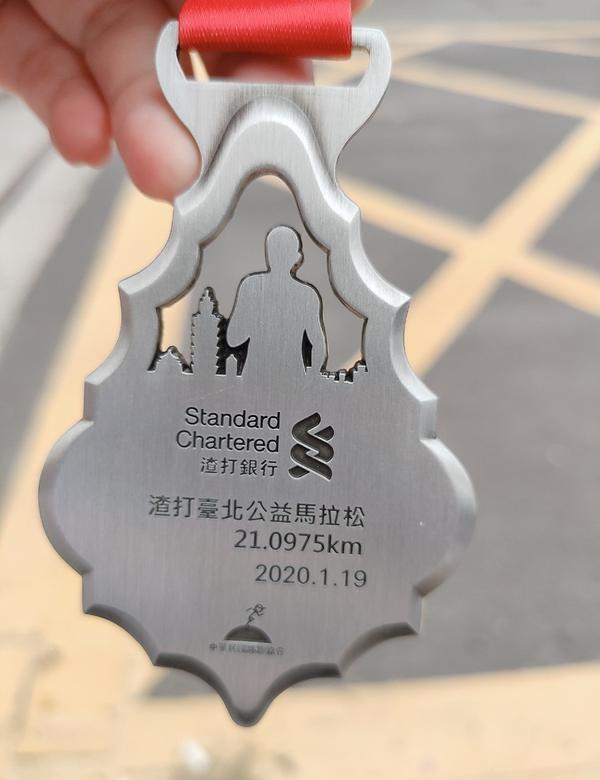 Standard
Chartered
渣打銀行
渣打臺北公益馬拉松
21.0975km
2020.1.19